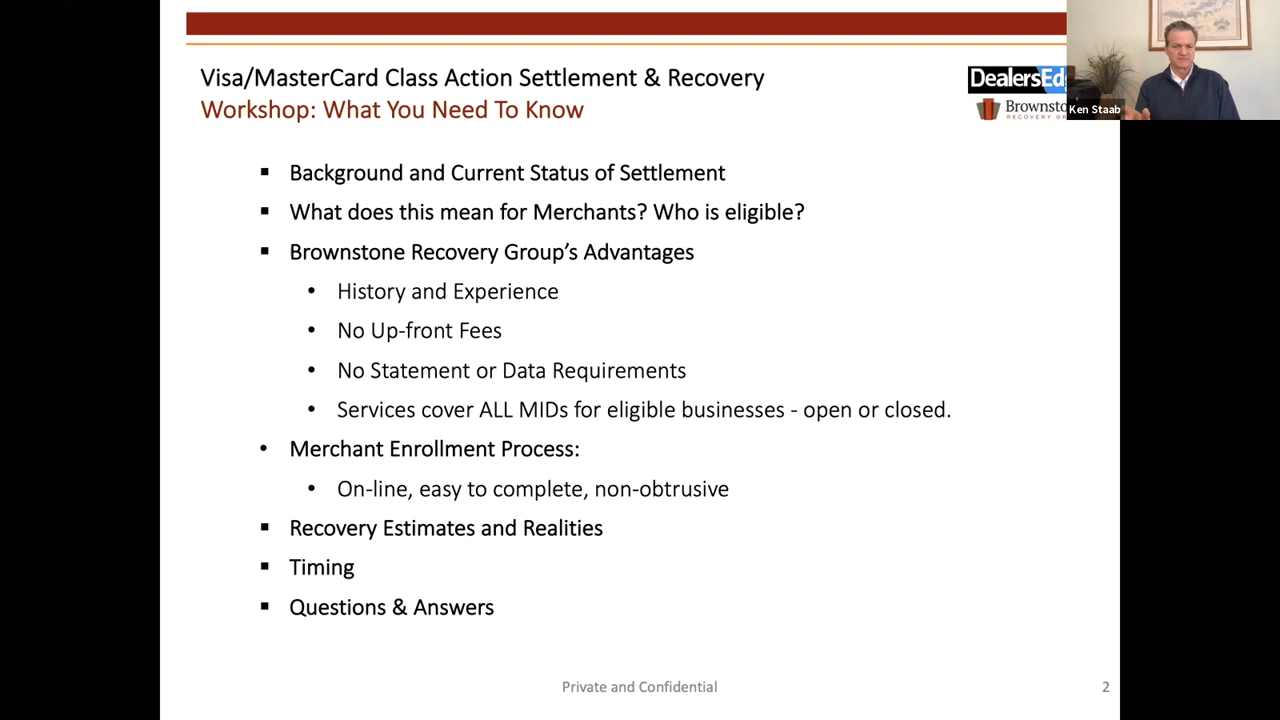 Visa/MasterCard Class Action Settlement & Recovery
Workshop: What You Need To Know
DealersEd
Brownsto
RECOVERY GR
Ken Staab
▪ Background and Current Status of Settlement
▪ What does this mean for Merchants? Who is eligible?
▪ Brownstone Recovery Group’s Advantages
• History and Experience
• No Up-front Fees
• No Statement or Data Requirements
• Services cover ALL MIDs for eligible businesses - open or closed.
• Merchant Enrollment Process:
• On-line, easy to complete, non-obtrusive
▪ Recovery Estimates and Realities
▪ Timing
▪ Questions & Answers
Private and Confidential
2